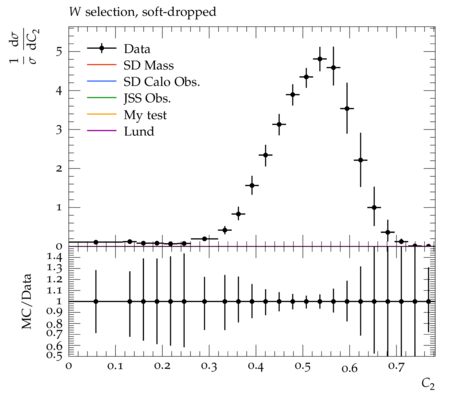 W selection, soft-dropped
1/σ dσ/dC₂
Data
SD Mass
SD Calo Obs.
JSS Obs.
My test
Lund
5
4
3
2
1
0
MC/Data
1.4
1.3
1.2
1.1
1
0.9
0.8
0.7
0.6
0.5
0 0.1 0.2 0.3 0.4 0.5 0.6 0.7
C₂